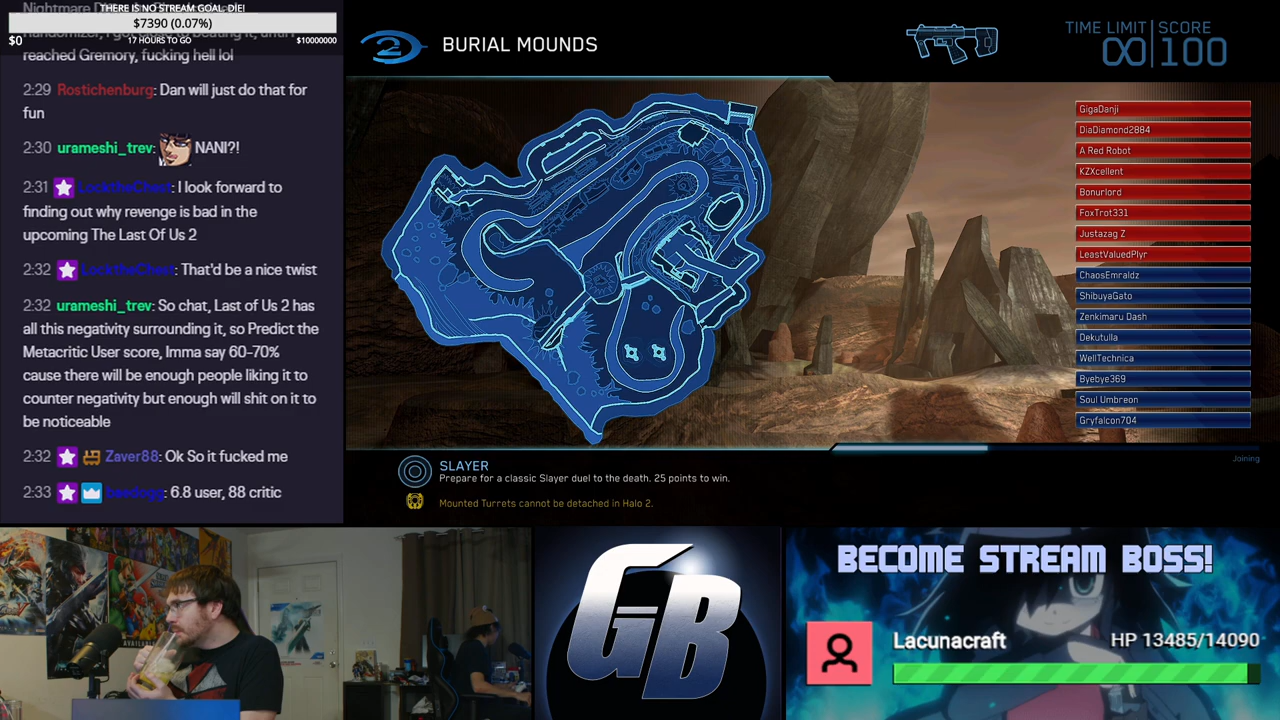 THERE IS NO STREAM GOAL. DIE!
$7390 (0.07%)
$0
17 HOURS TO GO
$10000000
reached Gremory, fucking hell lol
2:29 Rostichenburg: Dan will just do that for
fun
2:30 urameshi_trev: NANI?!
2:31 LocktheChest: I look forward to
finding out why revenge is bad in the
upcoming The Last Of Us 2
2:32 LocktheChest: That'd be a nice twist
2:32 urameshi_trev: So chat, Last of Us 2 has
all this negativity surrounding it, so Predict the
Metacritic User score, Imma say 60-70%
cause there will be enough people liking it to
counter negativity but enough will shit on it to
be noticeable
2:32 Zaver88: Ok So it fucked me
2:33 : 6.8 user, 88 critic
2 BURIAL MOUNDS
TIME LIMIT SCORE
∞ 100
GigaDanji
DiaDiamond2884
A Red Robot
KZXcellent
Bonurlord
FoxTrot331
Justazag Z
LeastValuedPlyr
ChaosEmraldz
ShibuyaGato
Zenkimaru Dash
Dekutulla
WellTechnica
Byebye369
Soul Umbreon
Gryfalcon704
Joining
SLAYER
Prepare for a classic Slayer duel to the death. 25 points to win.
Mounted Turrets cannot be detached in Halo 2.
GB
BECOME STREAM BOSS!
Lacunacraft HP 13485/14090